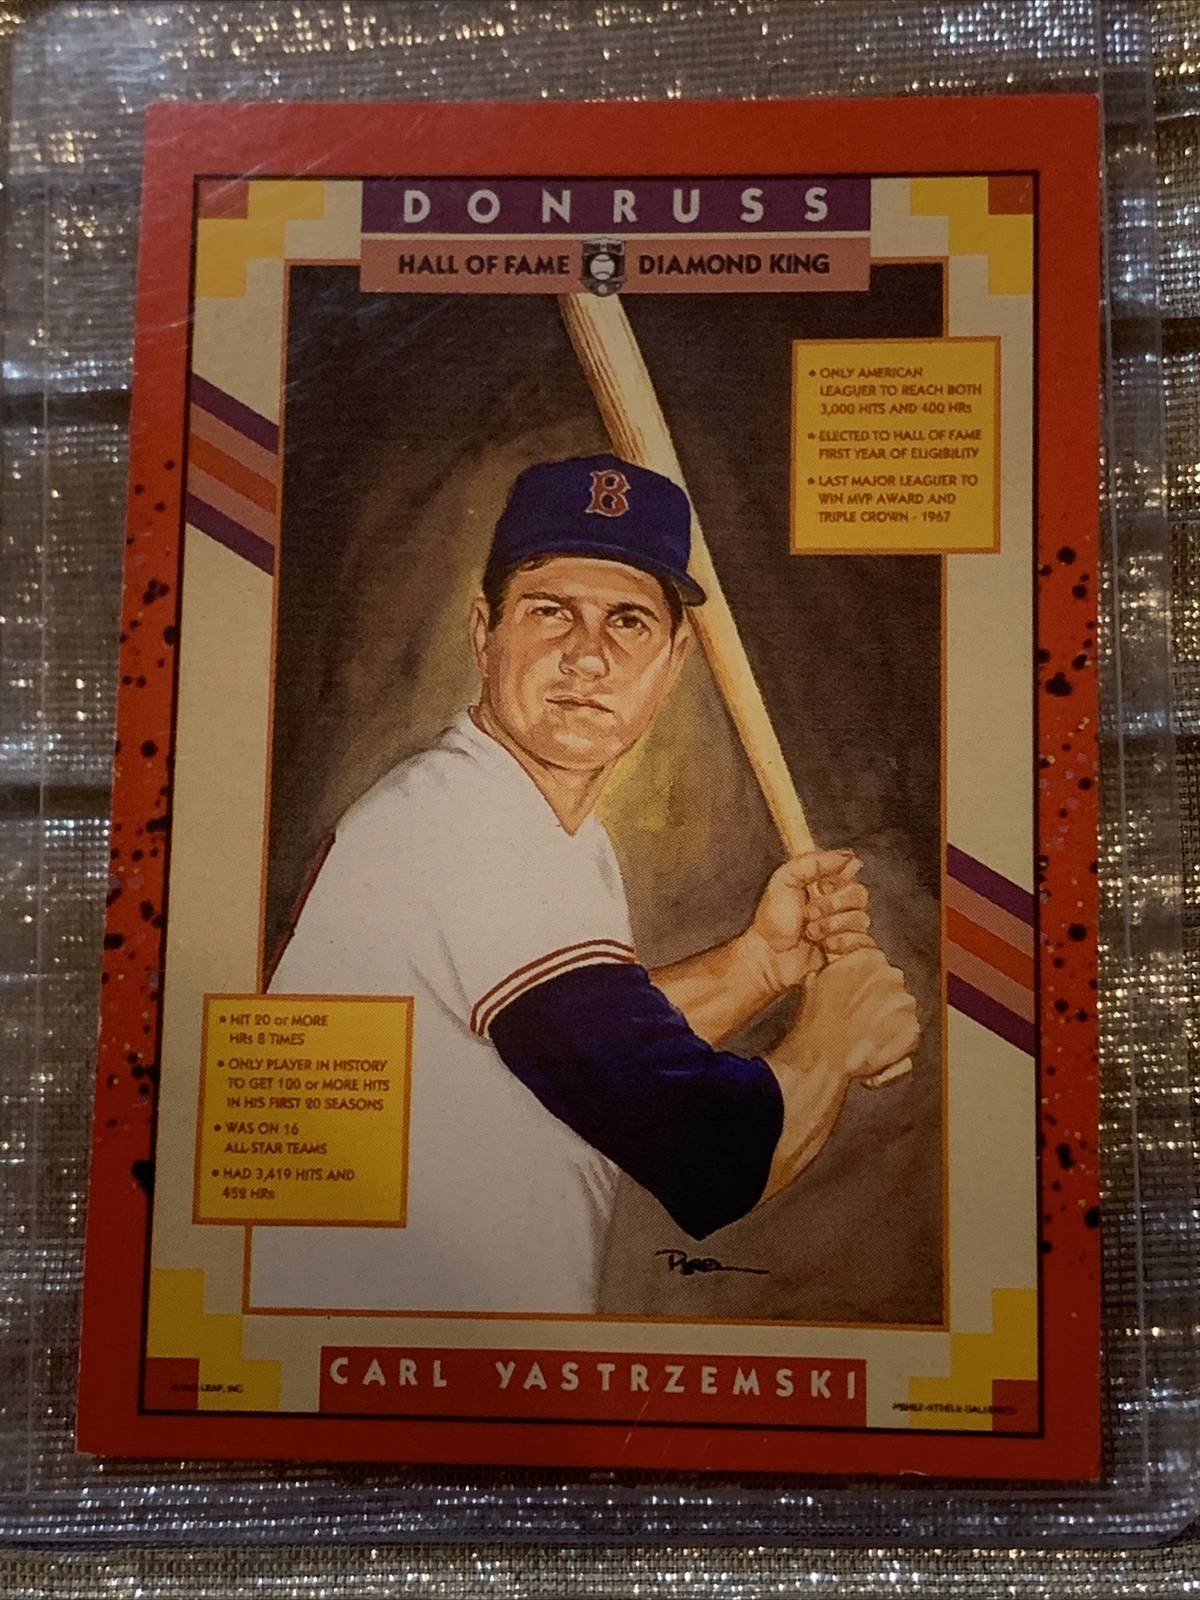 DONRUSS
HALL OF FAME DIAMOND KING
B
• ONLY AMERICAN
LEAGUER TO REACH BOTH
3,000 HITS AND 400 HRs
• ELECTED TO HALL OF FAME
FIRST YEAR OF ELIGIBILITY
• LAST MAJOR LEAGUER TO
WIN MVP AWARD AND
TRIPLE CROWN - 1967
• HIT 20 or MORE
HRs 8 TIMES
• ONLY PLAYER IN HISTORY
TO GET 100 or MORE HITS
IN HIS FIRST 20 SEASONS
• WAS ON 16
ALL-STAR TEAMS
• HAD 3,419 HITS AND
452 HRs
CARL YASTRZEMSKI
LEAF, INC.